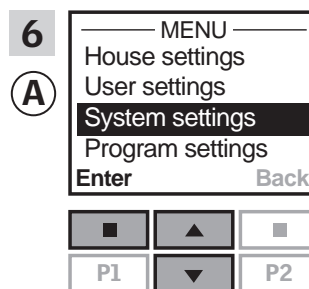 6
A
MENU
House settings
User settings
System settings
Program settings
Enter Back
P1 P2